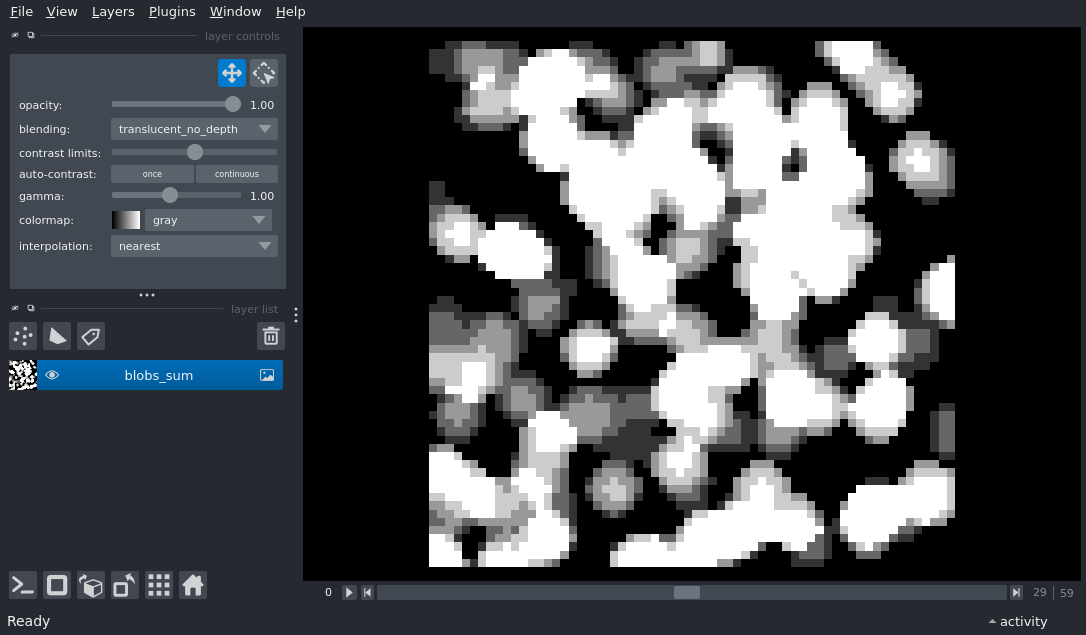 File View Layers Plugins Window Help
layer controls
opacity: 1.00
blending: translucent_no_depth
contrast limits:
auto-contrast: once continuous
gamma: 1.00
colormap: gray
interpolation: nearest
layer list
blobs_sum
0 29 59
Ready activity